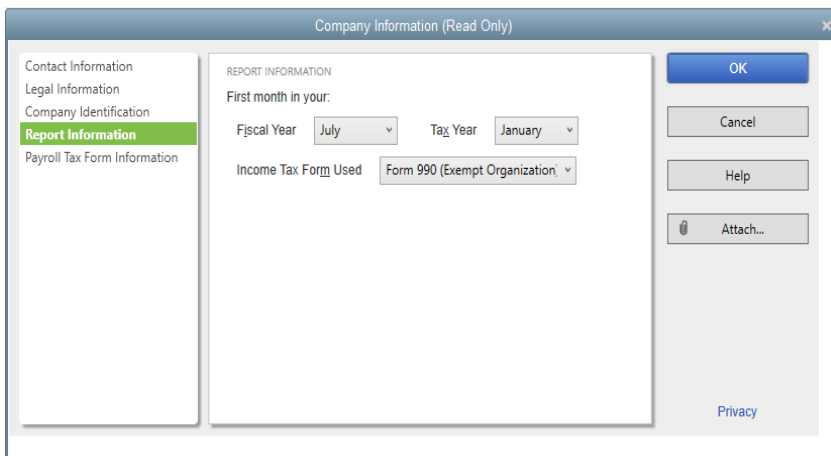 Company Information (Read Only)
Contact Information
Legal Information
Company Identification
Report Information
Payroll Tax Form Information
REPORT INFORMATION
First month in your:
Fiscal Year July Tax Year January
Income Tax Form Used Form 990 (Exempt Organization)
OK
Cancel
Help
Attach...
Privacy